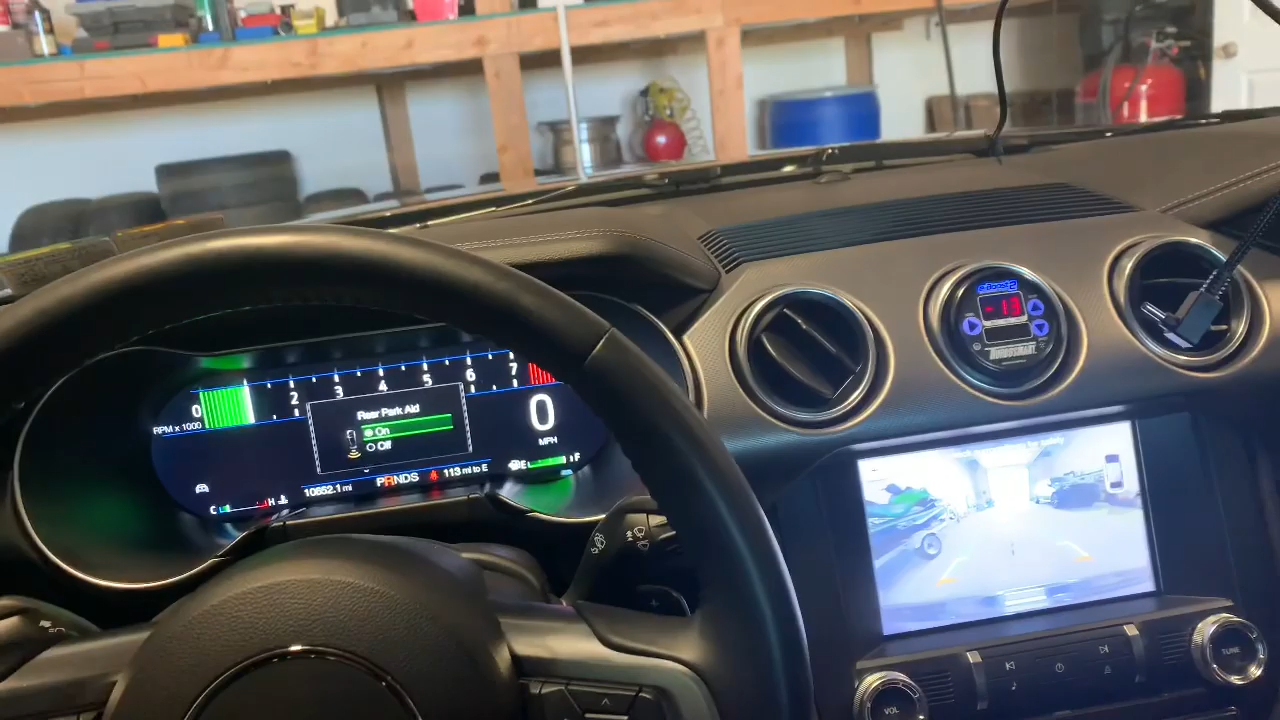 e-Boost2
-13
TURBOSMART
0 2 3 4 5 6 7
RPM x 1000
Rear Park Aid
On
Off
0
MPH
E F
C H
10652.1 mi
PRNDS
113 mi to E
VOL
TUNE